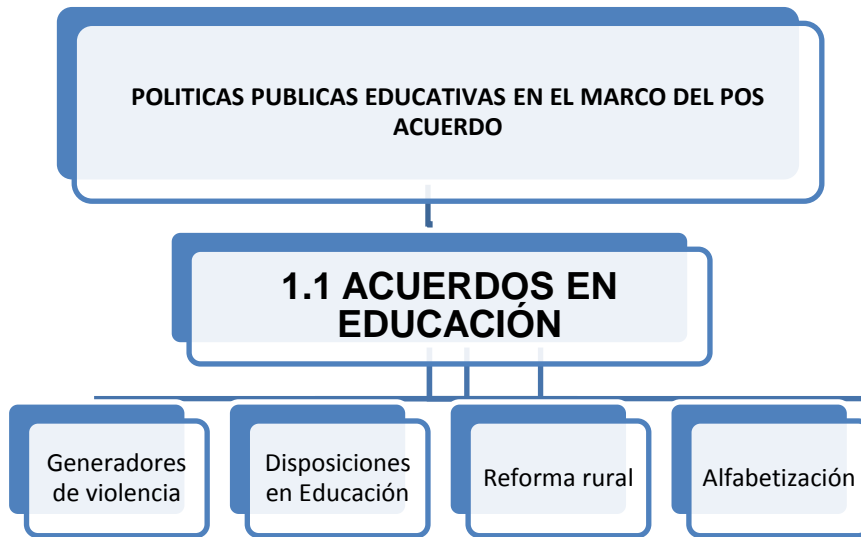 POLITICAS PUBLICAS EDUCATIVAS EN EL MARCO DEL POS
ACUERDO
1.1 ACUERDOS EN
EDUCACIÓN
Generadores
de violencia
Disposiciones
en Educación
Reforma rural
Alfabetización